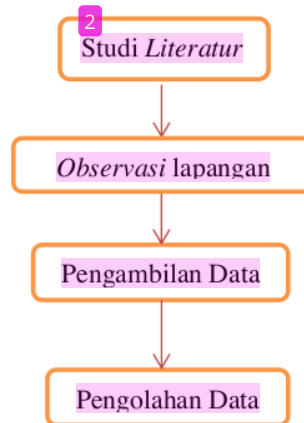 2
Studi Literatur
Observasi lapangan
Pengambilan Data
Pengolahan Data